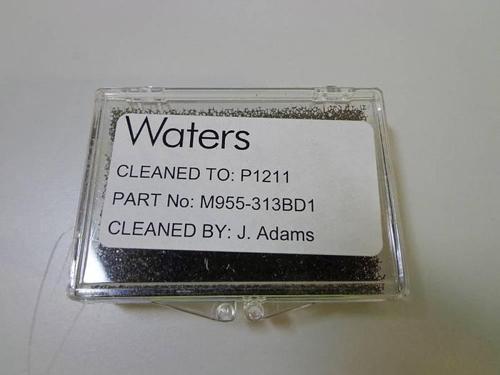 Waters
CLEANED TO: P1211
PART No: M955-313BD1
CLEANED BY: J. Adams